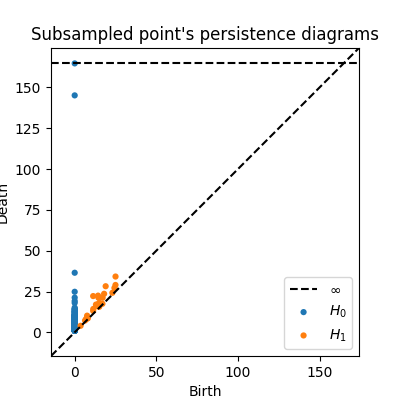 Subsampled point's persistence diagrams
150
125
100
75
50
25
0
Death
0 50 100 150
Birth
∞
H₀
H₁